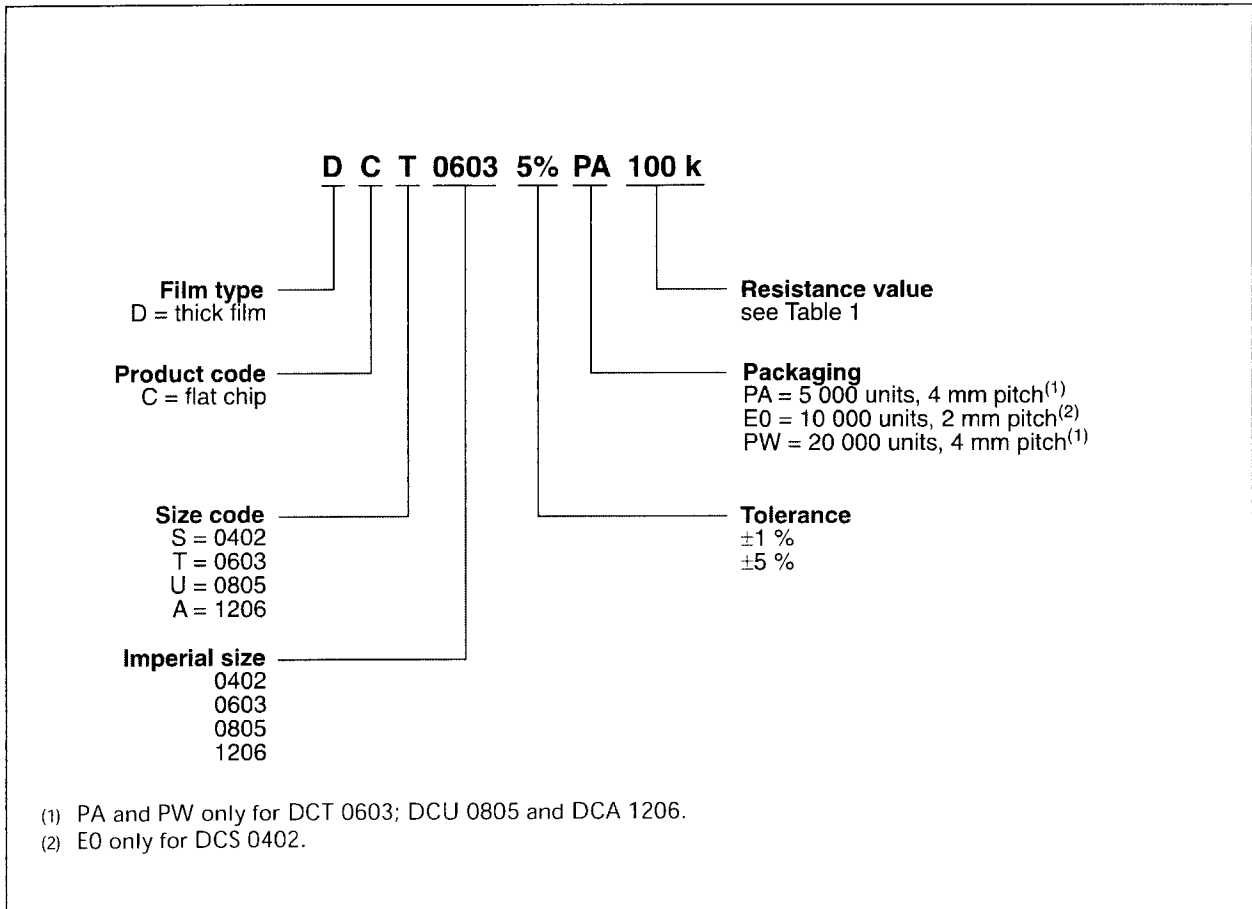 D C T 0603 5% PA 100 k
Film type
D = thick film
Product code
C = flat chip
Size code
S = 0402
T = 0603
U = 0805
A = 1206
Imperial size
0402
0603
0805
1206
Resistance value
see Table 1
Packaging
PA = 5 000 units, 4 mm pitch(1)
E0 = 10 000 units, 2 mm pitch(2)
PW = 20 000 units, 4 mm pitch(1)
Tolerance
±1 %
±5 %
(1) PA and PW only for DCT 0603; DCU 0805 and DCA 1206.
(2) E0 only for DCS 0402.